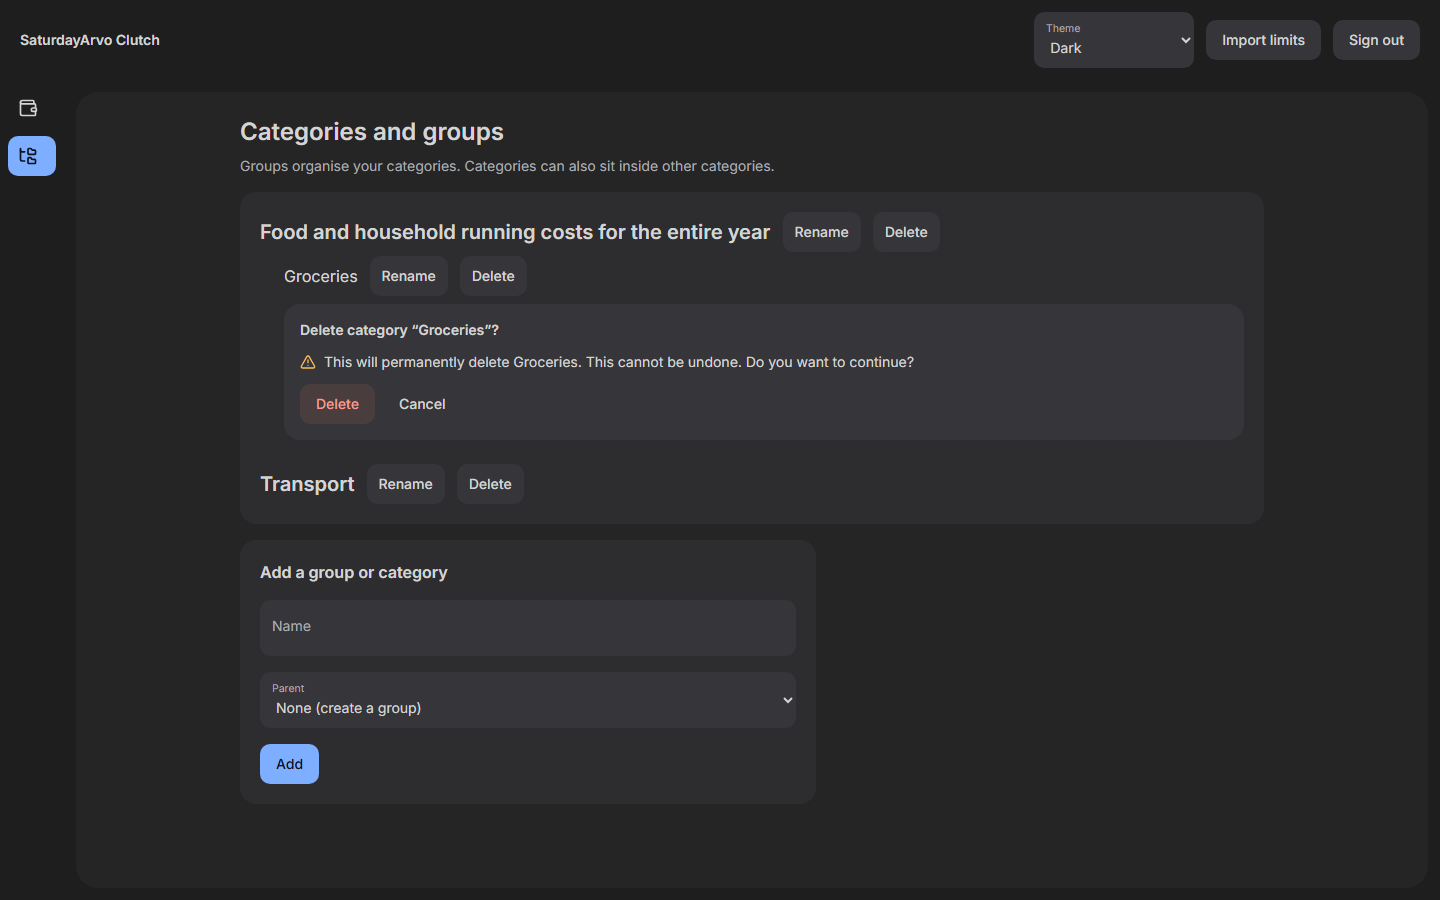 SaturdayArvo Clutch
Theme
Dark
Import limits
Sign out
Categories and groups
Groups organise your categories. Categories can also sit inside other categories.
Food and household running costs for the entire year
Rename
Delete
Groceries
Rename
Delete
Delete category “Groceries”?
This will permanently delete Groceries. This cannot be undone. Do you want to continue?
Delete
Cancel
Transport
Rename
Delete
Add a group or category
Name
Parent
None (create a group)
Add